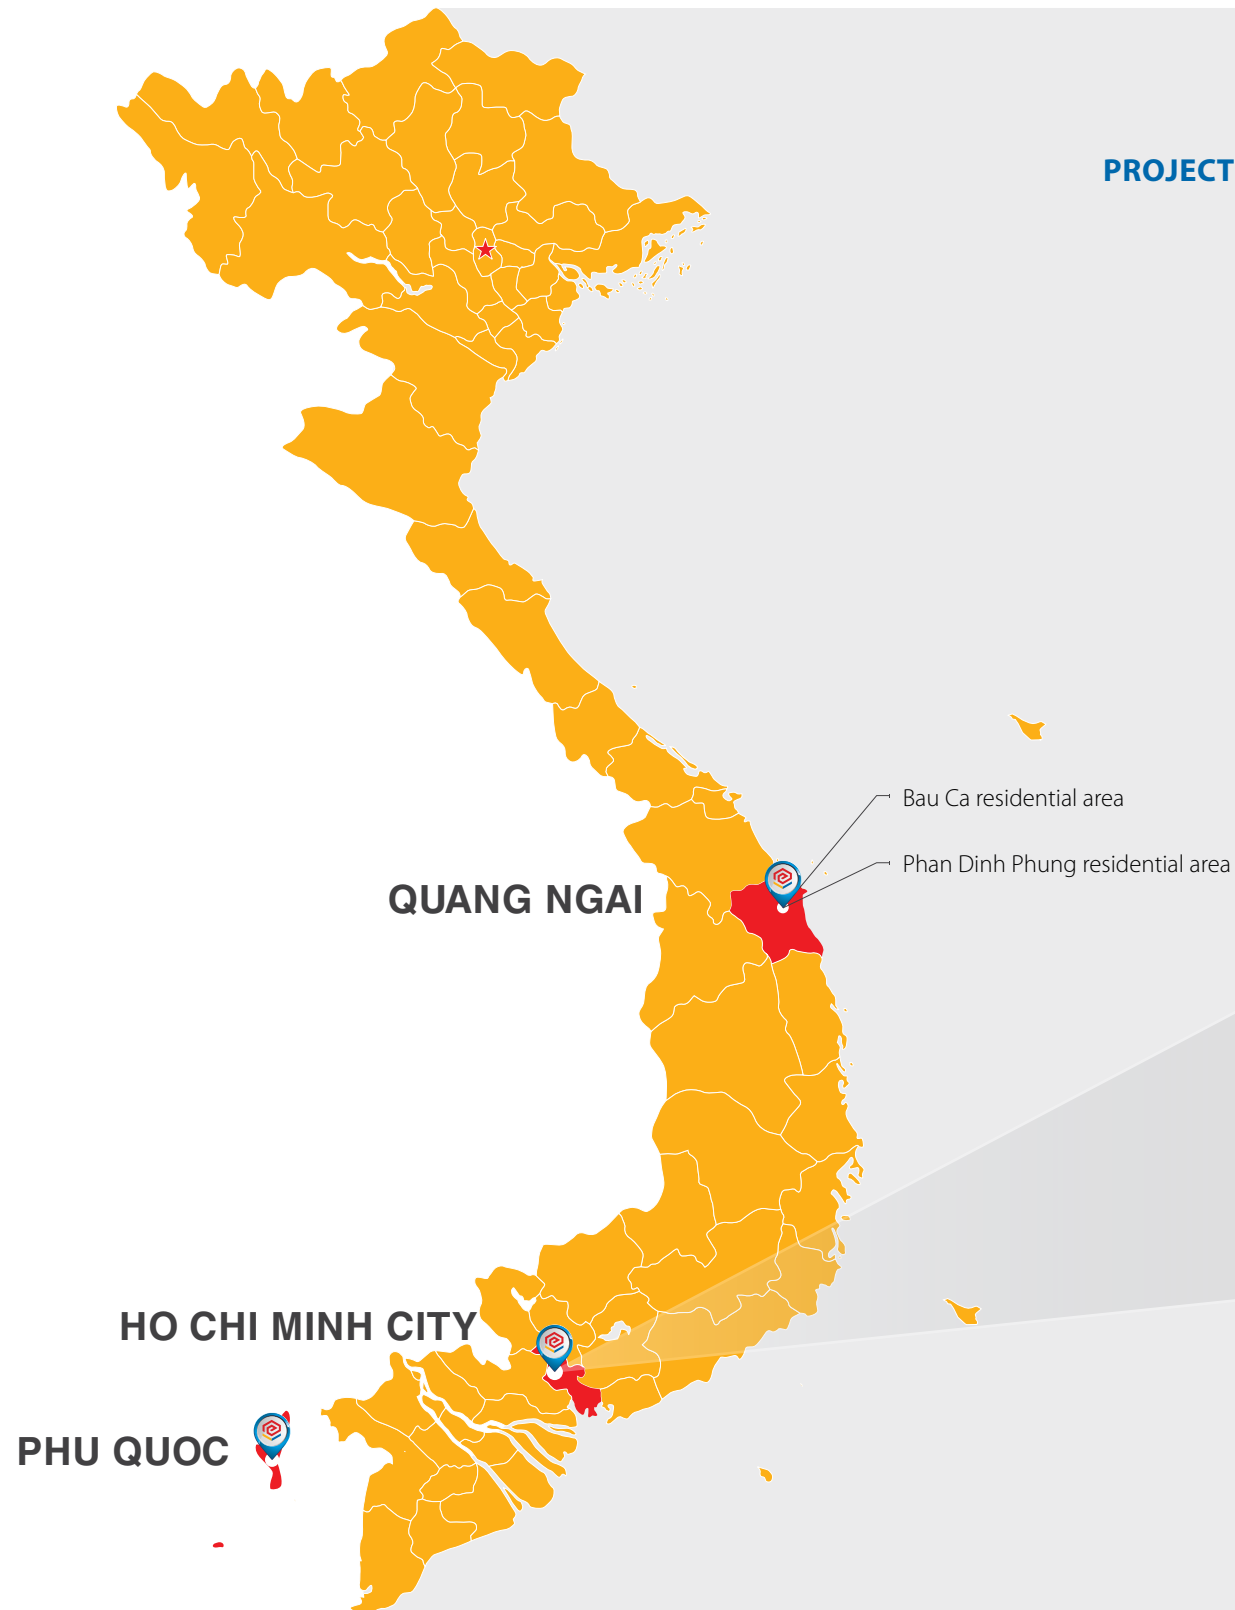 PROJECT
Bau Ca residential area
Phan Dinh Phung residential area
QUANG NGAI
HO CHI MINH CITY
PHU QUOC